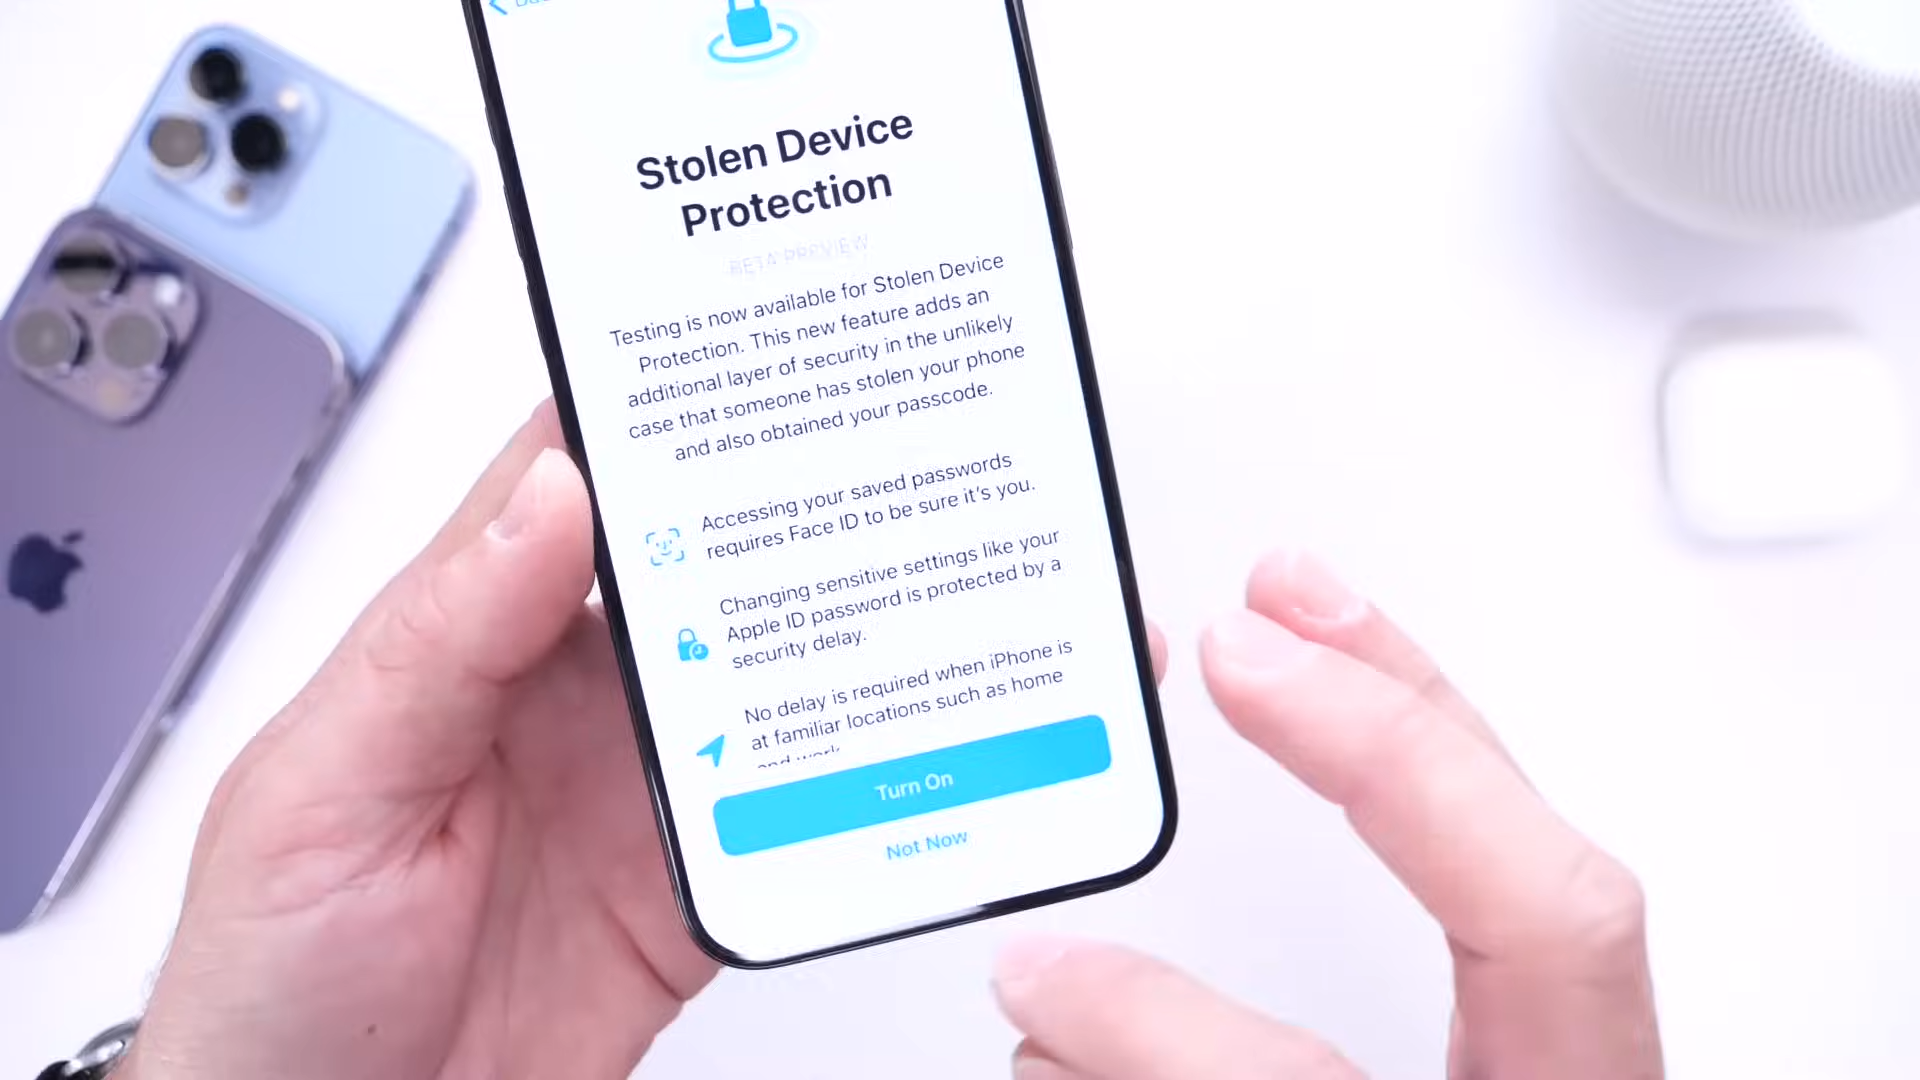 Stolen Device
Protection
BETA PREVIEW
Testing is now available for Stolen Device
Protection. This new feature adds an
additional layer of security in the unlikely
case that someone has stolen your phone
and also obtained your passcode.
Accessing your saved passwords
requires Face ID to be sure it's you.
Changing sensitive settings like your
Apple ID password is protected by a
security delay.
No delay is required when iPhone is
at familiar locations such as home
and work
Turn On
Not Now